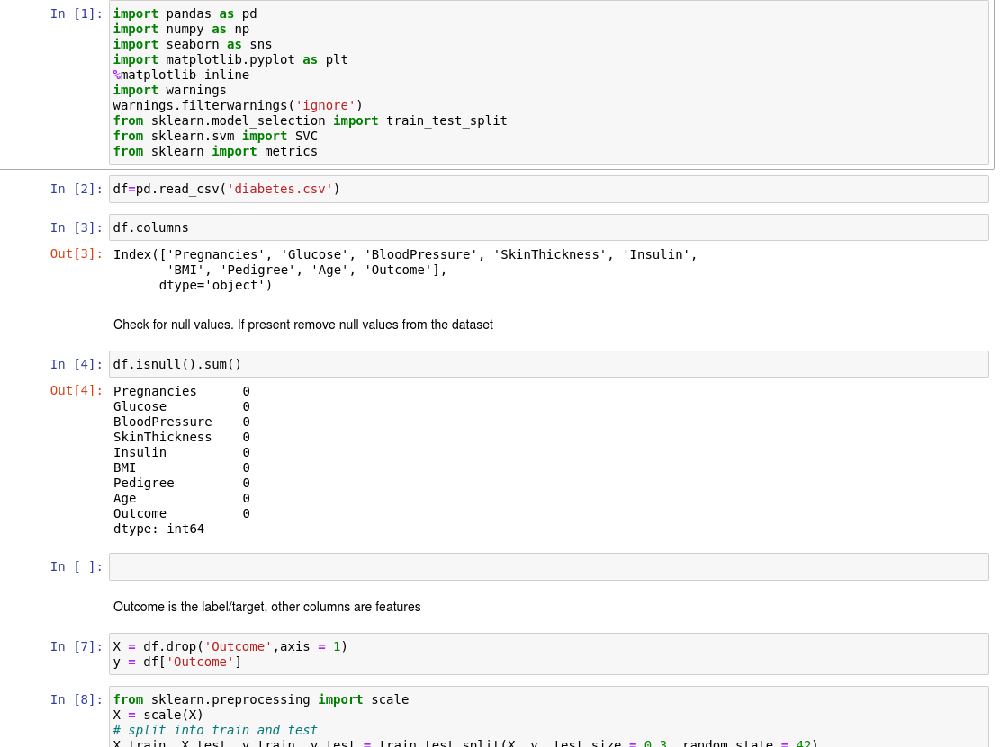 In [1]: import pandas as pd
import numpy as np
import seaborn as sns
import matplotlib.pyplot as plt
%matplotlib inline
import warnings
warnings.filterwarnings('ignore')
from sklearn.model_selection import train_test_split
from sklearn.svm import SVC
from sklearn import metrics
In [2]: df=pd.read_csv('diabetes.csv')
In [3]: df.columns
Out[3]: Index(['Pregnancies', 'Glucose', 'BloodPressure', 'SkinThickness', 'Insulin',
'BMI', 'Pedigree', 'Age', 'Outcome'],
dtype='object')
Check for null values. If present remove null values from the dataset
In [4]: df.isnull().sum()
Out[4]: Pregnancies 0
Glucose 0
BloodPressure 0
SkinThickness 0
Insulin 0
BMI 0
Pedigree 0
Age 0
Outcome 0
dtype: int64
In [ ]:
Outcome is the label/target, other columns are features
In [7]: X = df.drop('Outcome',axis = 1)
y = df['Outcome']
In [8]: from sklearn.preprocessing import scale
X = scale(X)
# split into train and test
X_train, X_test, y_train, y_test = train_test_split(X, y, test_size = 0.3, random_state = 42)